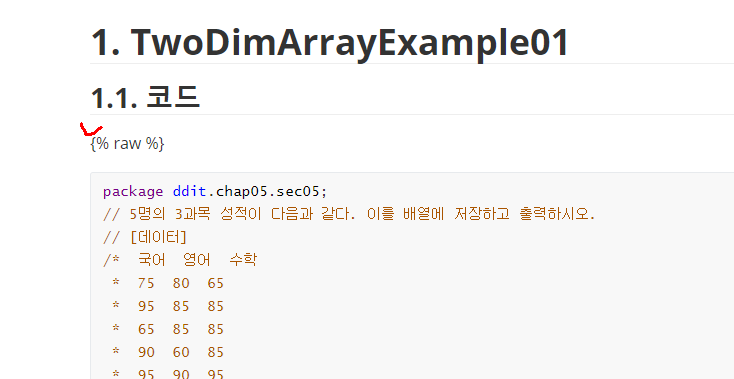 1. TwoDimArrayExample01
1.1. 코드
{% raw %}
package ddit.chap05.sec05;
// 5명의 3과목 성적이 다음과 같다. 이를 배열에 저장하고 출력하시오.
// [데이터]
/*  국어  영어  수학
 *  75  80  65
 *  95  85  85
 *  65  85  85
 *  90  60  85
 *  95  90  95